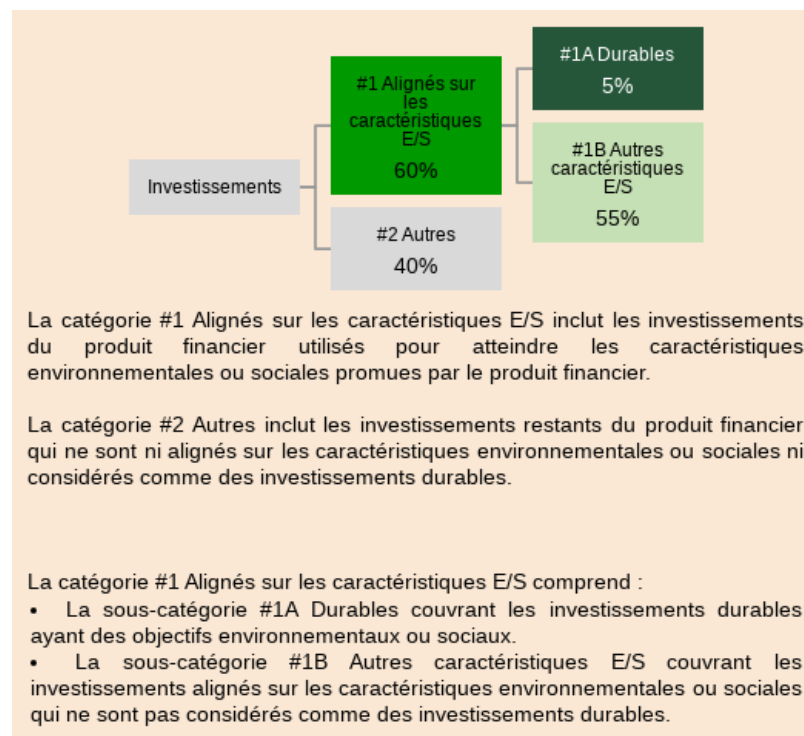 #1A Durables
5%
#1 Alignés sur
les
caractéristiques
E/S
60%
#1B Autres
caractéristiques
E/S
55%
Investissements
#2 Autres
40%
La catégorie #1 Alignés sur les caractéristiques E/S inclut les investissements
du produit financier utilisés pour atteindre les caractéristiques
environnementales ou sociales promues par le produit financier.
La catégorie #2 Autres inclut les investissements restants du produit financier
qui ne sont ni alignés sur les caractéristiques environnementales ou sociales ni
considérés comme des investissements durables.
La catégorie #1 Alignés sur les caractéristiques E/S comprend :
• La sous-catégorie #1A Durables couvrant les investissements durables
ayant des objectifs environnementaux ou sociaux.
• La sous-catégorie #1B Autres caractéristiques E/S couvrant les
investissements alignés sur les caractéristiques environnementales ou sociales
qui ne sont pas considérés comme des investissements durables.